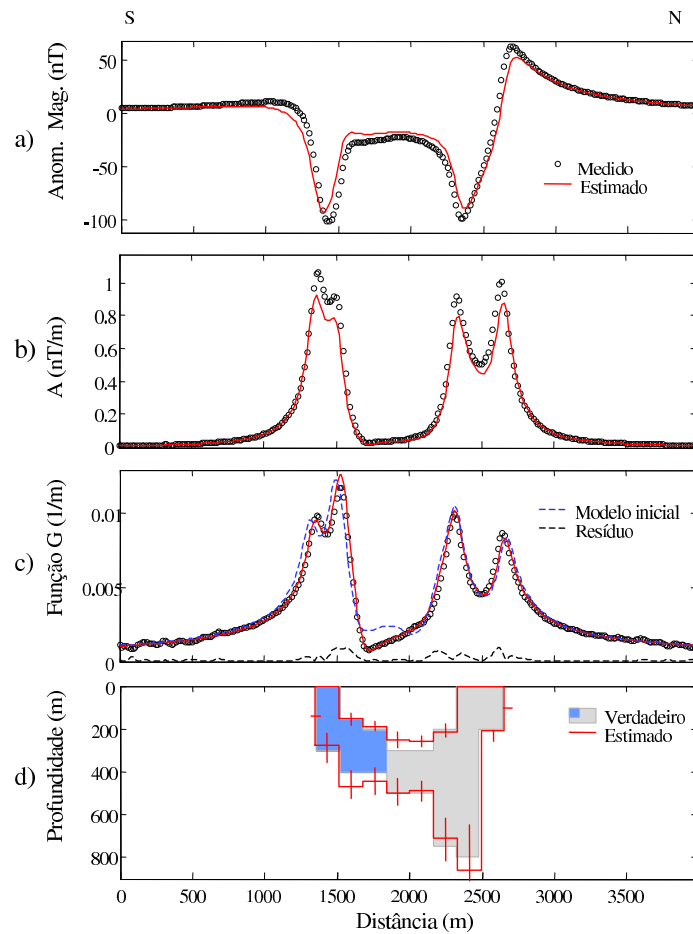 S N
50
0
-50
-100
Anom. Mag. (nT)
a)
Medido
Estimado
1
0.8
0.6
0.4
0.2
0
A (nT/m)
b)
0.01
0.005
0
Função G (1/m)
c)
Modelo inicial
Resíduo
0
200
400
600
800
Profundidade (m)
d)
Verdadeiro
Estimado
0 500 1000 1500 2000 2500 3000 3500
Distância (m)